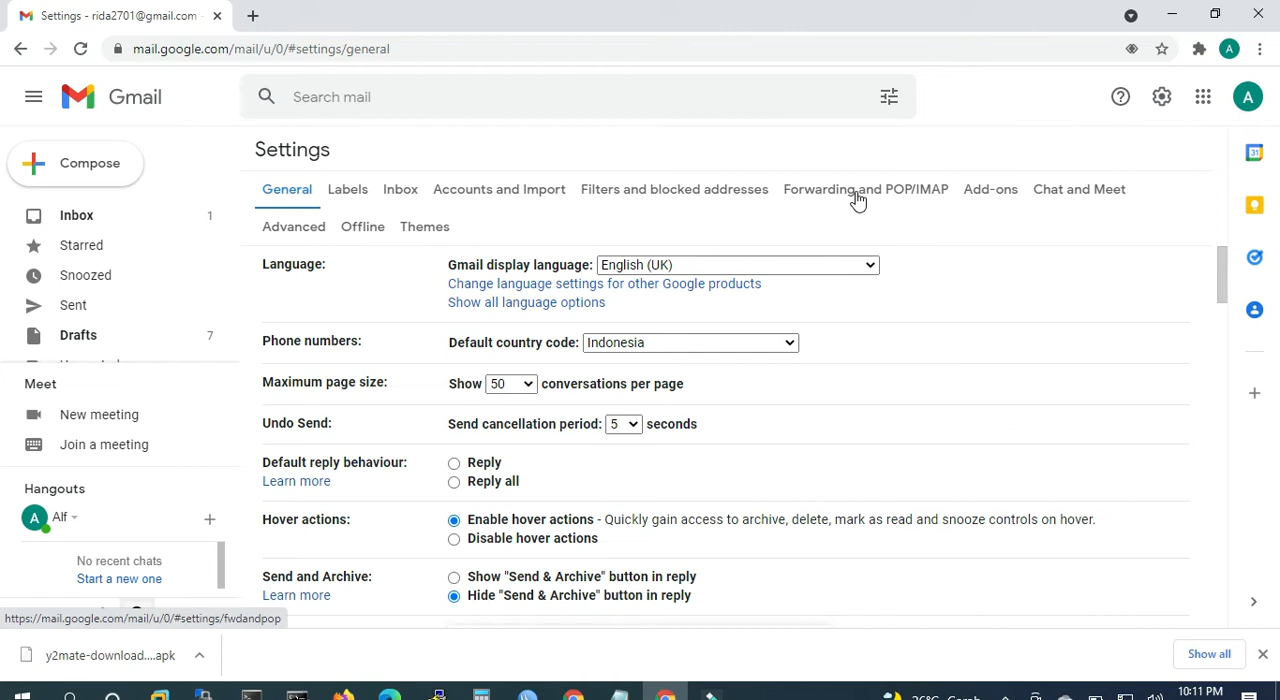 Settings - rida2701@gmail.com
mail.google.com/mail/u/0/#settings/general
A
Gmail
Search mail
A
Compose
Settings
General Labels Inbox Accounts and Import Filters and blocked addresses Forwarding and POP/IMAP Add-ons Chat and Meet
Advanced Offline Themes
Inbox 1
Starred
Snoozed
Sent
Drafts 7
Meet
New meeting
Join a meeting
Hangouts
A Alf
No recent chats
Start a new one
Language: Gmail display language: English (UK)
Change language settings for other Google products
Show all language options
Phone numbers: Default country code: Indonesia
Maximum page size: Show 50 conversations per page
Undo Send: Send cancellation period: 5 seconds
Default reply behaviour: Reply
Learn more Reply all
Hover actions: Enable hover actions - Quickly gain access to archive, delete, mark as read and snooze controls on hover.
Disable hover actions
Send and Archive: Show "Send & Archive" button in reply
Learn more Hide "Send & Archive" button in reply
31
https://mail.google.com/mail/u/0/#settings/fwdandpop
y2mate-download....apk
Show all
26°C
10:11 PM